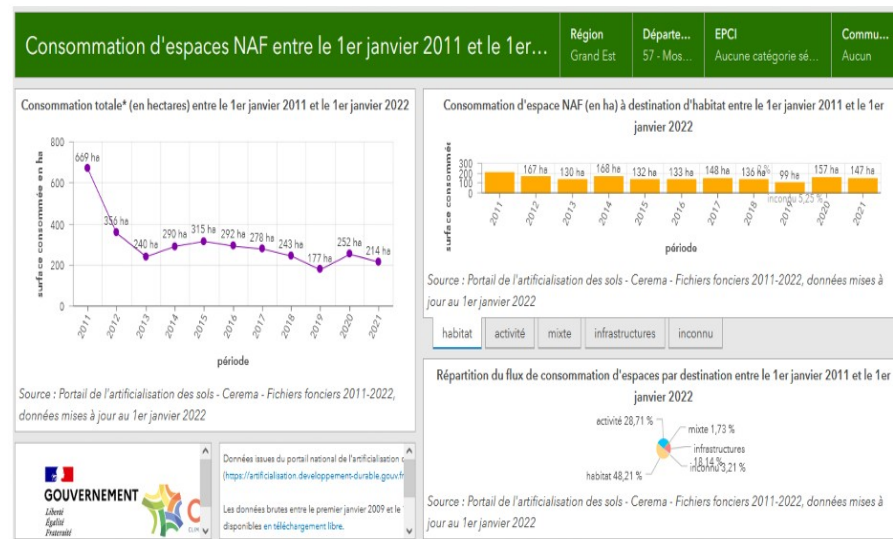 Consommation d'espaces NAF entre le 1er janvier 2011 et le 1er...
Région
Grand Est
Départe...
57 - Mos...
EPCI
Aucune catégorie sé...
Commu...
Aucun
Consommation totale* (en hectares) entre le 1er janvier 2011 et le 1er janvier 2022
surface consommée en ha
800
600
400
200
0
669 ha
356 ha
240 ha
290 ha
315 ha
292 ha
278 ha
243 ha
177 ha
252 ha
214 ha
2011
2012
2013
2014
2015
2016
2017
2018
2019
2020
2021
période
Source : Portail de l'artificialisation des sols - Cerema - Fichiers fonciers 2011-2022,
données mises à jour au 1er janvier 2022
Consommation d'espace NAF (en ha) à destination d'habitat entre le 1er janvier 2011 et le 1er
janvier 2022
surface consommée
300
200
100
0
167 ha
130 ha
168 ha
132 ha
133 ha
148 ha
136 ha
99 ha
157 ha
147 ha
inconnu 5,25 %
2011
2012
2013
2014
2015
2016
2017
2018
2019
2020
2021
période
Source : Portail de l'artificialisation des sols - Cerema - Fichiers fonciers 2011-2022, données mises à
jour au 1er janvier 2022
habitat
activité
mixte
infrastructures
inconnu
Répartition du flux de consommation d'espaces par destination entre le 1er janvier 2011 et le 1er
janvier 2022
activité 28,71 %
mixte 1,73 %
infrastructures
18,14 %
inconnu 3,21 %
habitat 48,21 %
Source : Portail de l'artificialisation des sols - Cerema - Fichiers fonciers 2011-2022, données mises à
jour au 1er janvier 2022
GOUVERNEMENT
Liberté
Égalité
Fraternité
Données issues du portail national de l'artificialisation
(https://artificialisation.developpement-durable.gouv.fr
Les données brutes entre le premier janvier 2009 et le
disponibles en téléchargement libre.